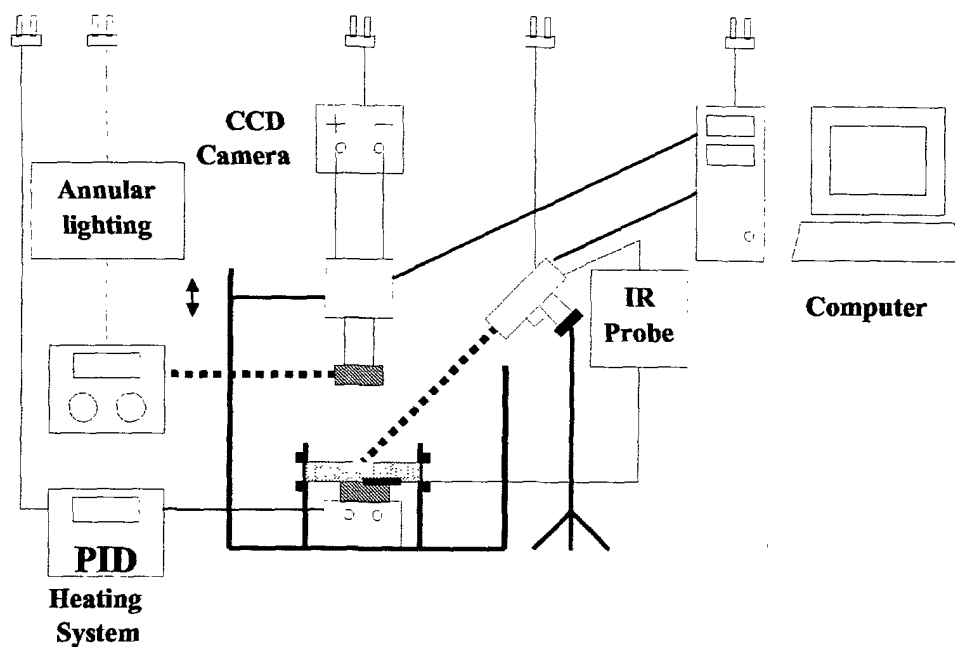 CCD
Camera
Annular
lighting
IR
Probe
Computer
PID
Heating
System